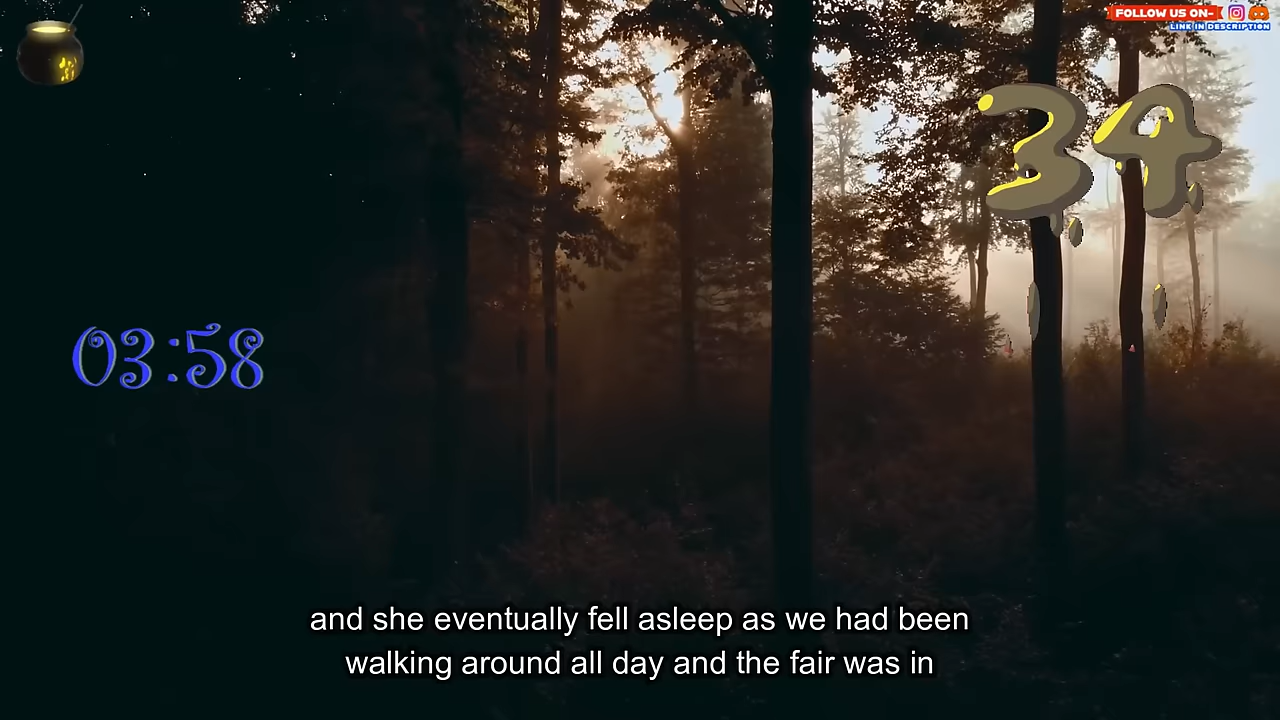 FOLLOW US ON-
LINK IN DESCRIPTION
34
03:58
and she eventually fell asleep as we had been
walking around all day and the fair was in